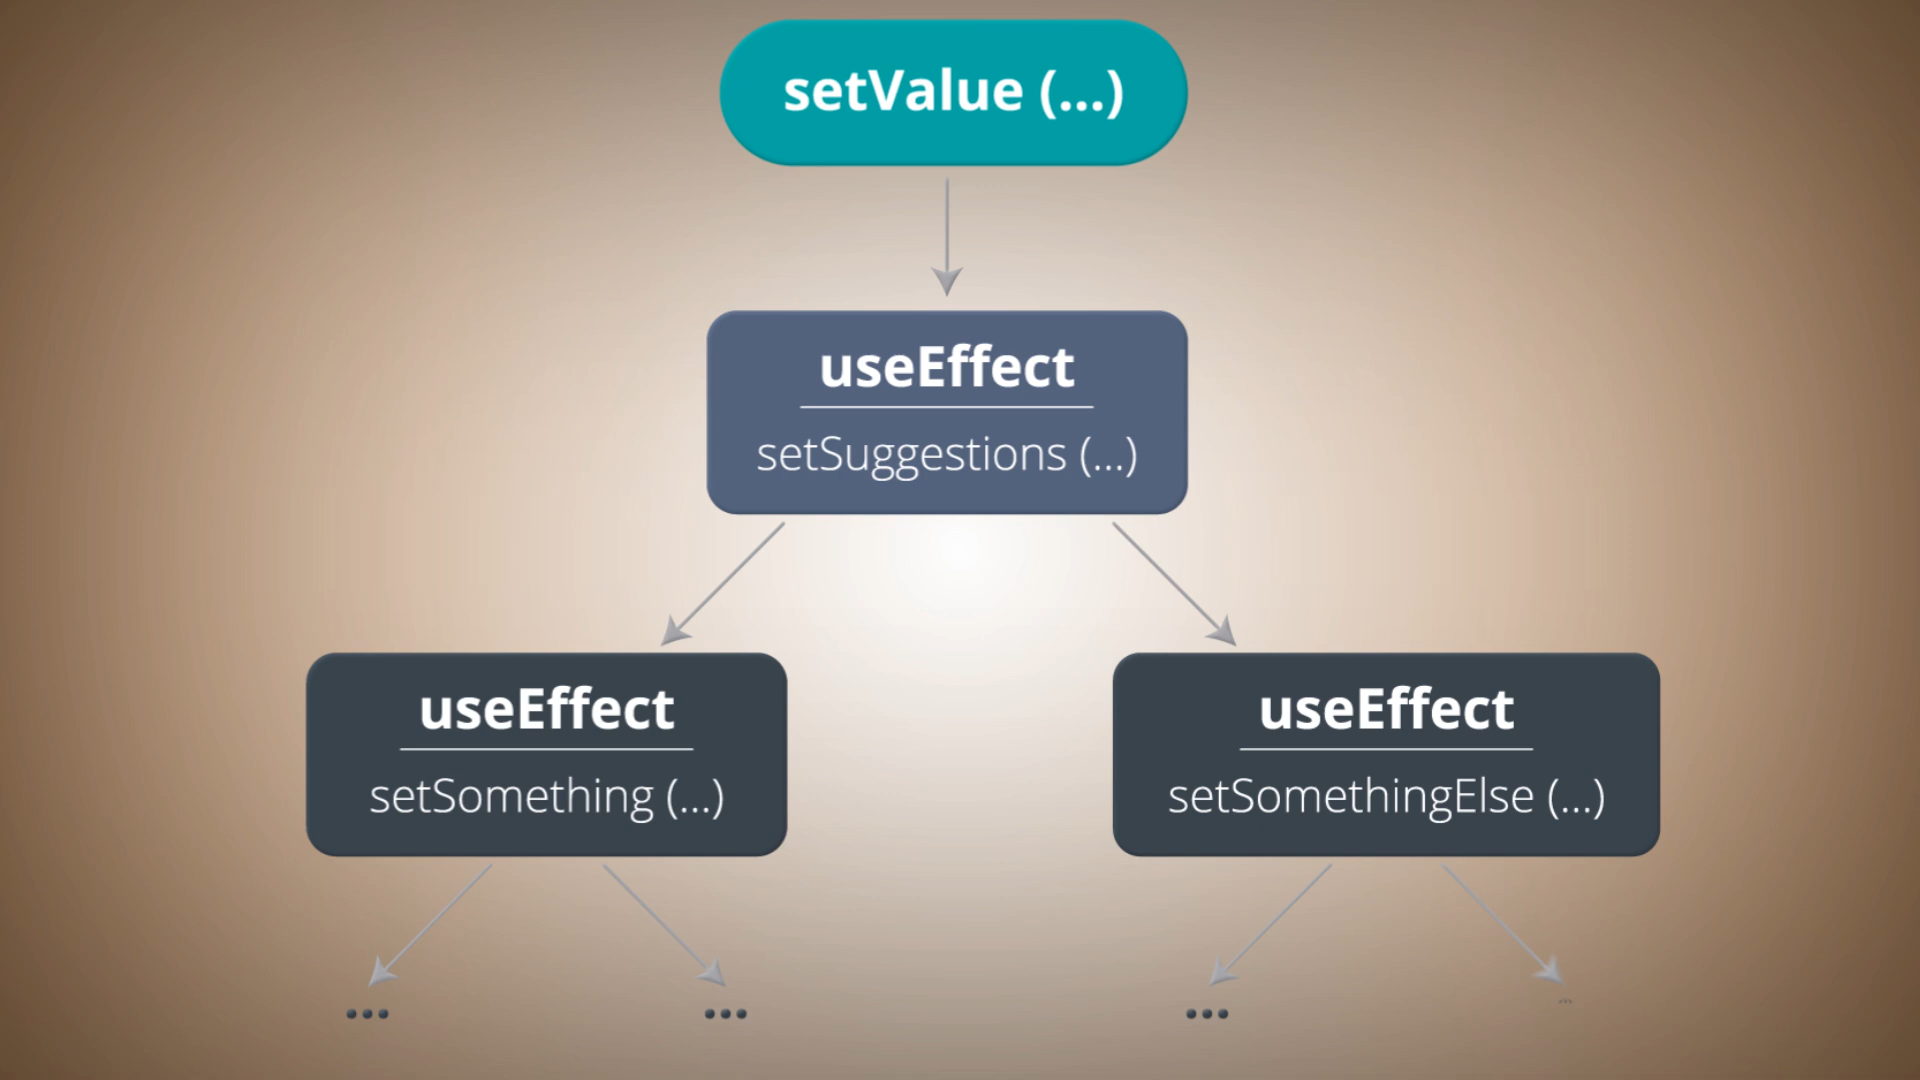 setValue (...)
useEffect
setSuggestions (...)
useEffect
setSomething (...)
useEffect
setSomethingElse (...)
... ... ...